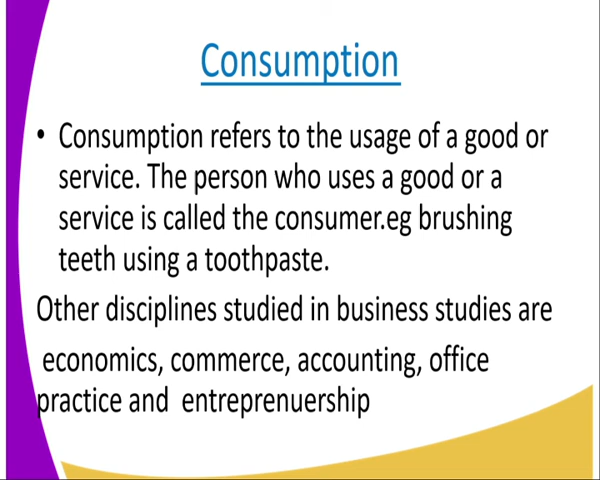 Consumption
• Consumption refers to the usage of a good or
service. The person who uses a good or a
service is called the consumer.eg brushing
teeth using a toothpaste.
Other disciplines studied in business studies are
economics, commerce, accounting, office
practice and entreprenuership